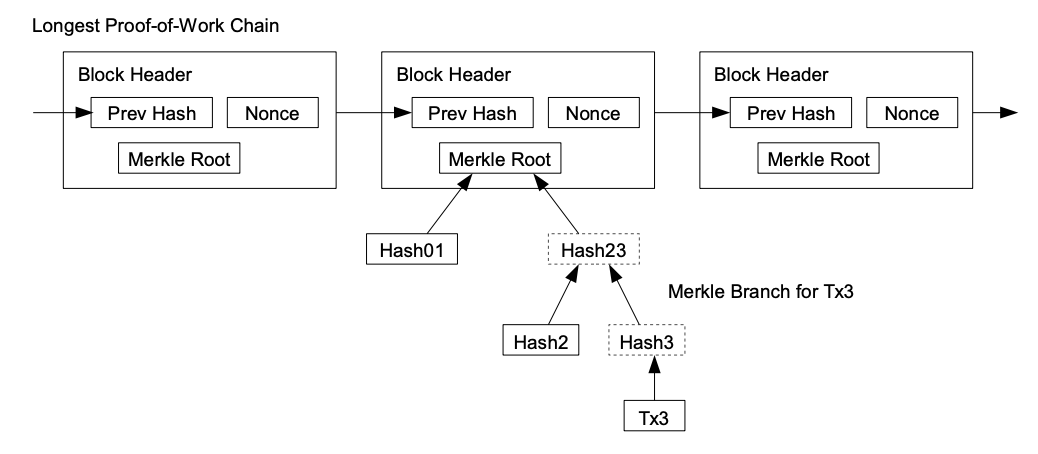 Longest Proof-of-Work Chain
Block Header
Prev Hash
Nonce
Merkle Root
Block Header
Prev Hash
Nonce
Merkle Root
Block Header
Prev Hash
Nonce
Merkle Root
Hash01
Hash23
Merkle Branch for Tx3
Hash2
Hash3
Tx3